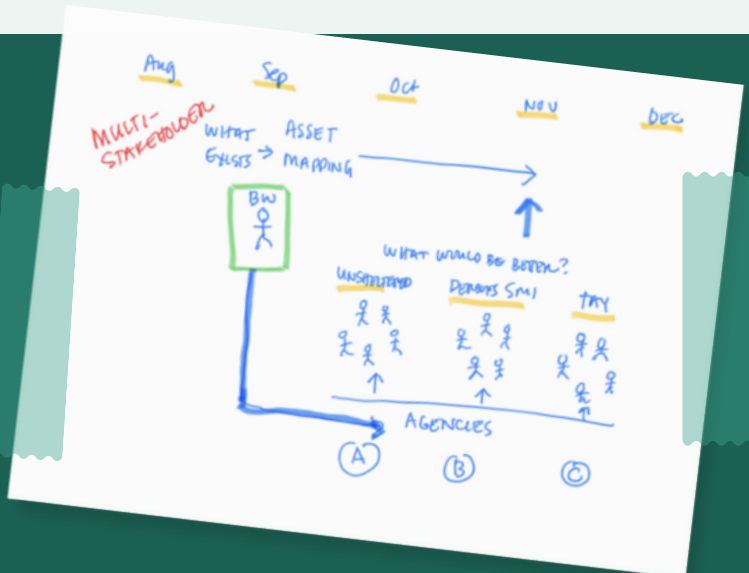 Aug
Sep
Oct
NOV
DEC
MULTI-
STAKEHOLDER
WHAT
EXISTS
ASSET
MAPPING
BW
WHAT WOULD BE BETTER?
UNSHELTERED
SMI
TAY
AGENCIES
A
B
C